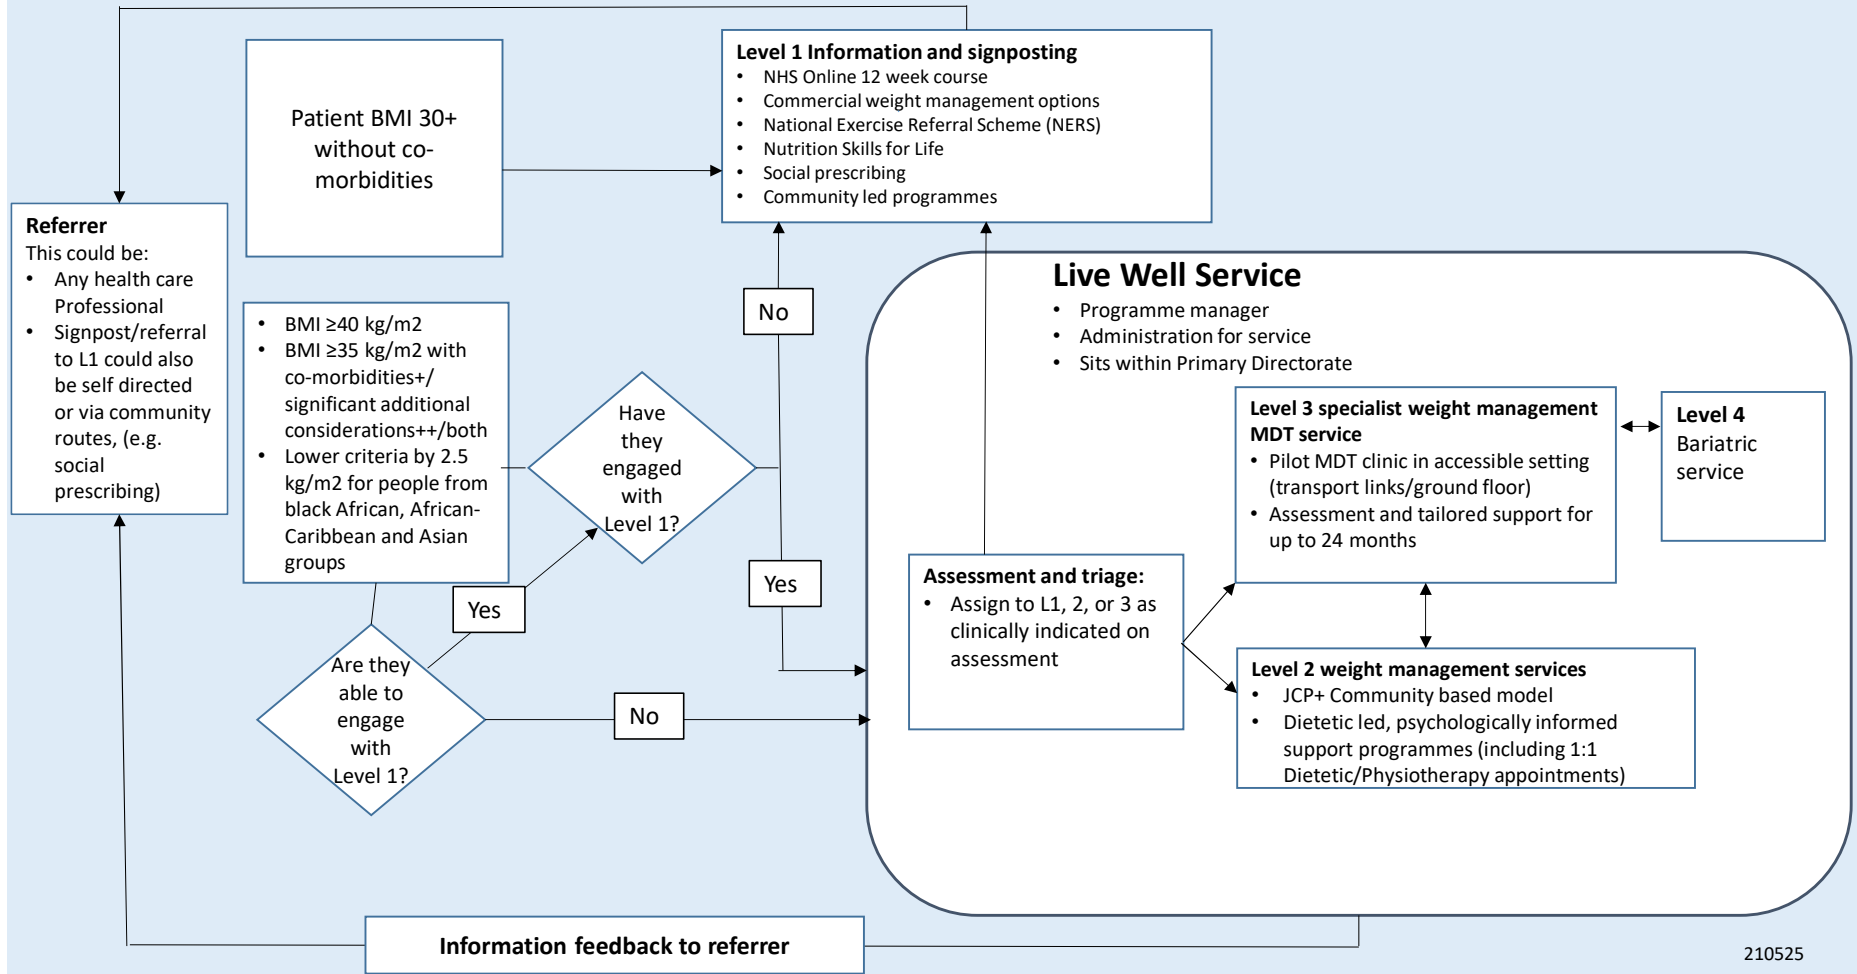 Level 1 Information and signposting
• NHS Online 12 week course
• Commercial weight management options
• National Exercise Referral Scheme (NERS)
• Nutrition Skills for Life
• Social prescribing
• Community led programmes
Patient BMI 30+
without co-
morbidities
Referrer
This could be:
• Any health care
Professional
• Signpost/referral
to L1 could also
be self directed
or via community
routes, (e.g.
social
prescribing)
• BMI ≥40 kg/m2
• BMI ≥35 kg/m2 with
co-morbidities+/
significant additional
considerations++/both
• Lower criteria by 2.5
kg/m2 for people from
black African, African-
Caribbean and Asian
groups
Have
they
engaged
with
Level 1?
No
Yes
Yes
Are they
able to
engage
with
Level 1?
No
Live Well Service
• Programme manager
• Administration for service
• Sits within Primary Directorate
Level 3 specialist weight management
MDT service
• Pilot MDT clinic in accessible setting
(transport links/ground floor)
• Assessment and tailored support for
up to 24 months
Level 4
Bariatric
service
Assessment and triage:
• Assign to L1, 2, or 3 as
clinically indicated on
assessment
Level 2 weight management services
• JCP+ Community based model
• Dietetic led, psychologically informed
support programmes (including 1:1
Dietetic/Physiotherapy appointments)
Information feedback to referrer
210525